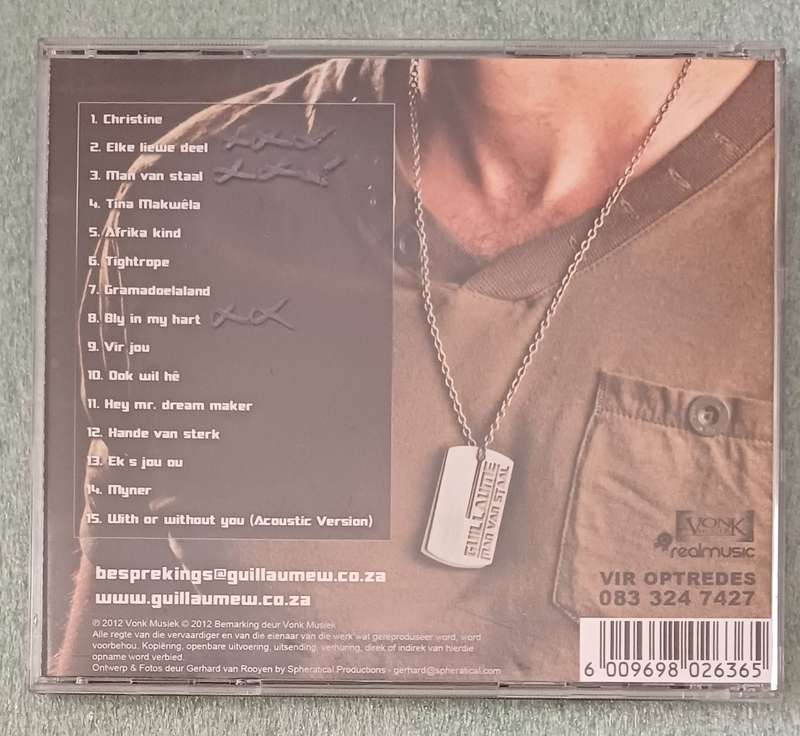 1. Christine
2. Elke liewe deel xxx
3. Man van staal xxx
4. Tina Makwêla
5. Afrika kind
6. Tightrope
7. Gramadoelaland
8. Bly in my hart xx
9. Vir jou
10. Ook wil hê
11. Hey mr. dream maker
12. Hande van sterk
13. Ek s jou ou
14. Myner
15. With or without you (Acoustic Version)
GUILLAUME
MAN VAN STAAL
besprekings@guillaumew.co.za
www.guillaumew.co.za
℗ 2012 Vonk Musiek © 2012 Bemarking deur Vonk Musiek
Alle regte van die vervaardiger en van die eienaar van die werk wat gereproduseer word, word
voorbehou. Kopiëring, openbare uitvoering, uitsending, verhuring, direk of indirek van hierdie
opname word verbied.
Ontwerp & Fotos deur Gerhard van Rooyen by Spheratical Productions - gerhard@spheratical.com
VONK
realmusic
VIR OPTREDES
083 324 7427
6 009698 026365